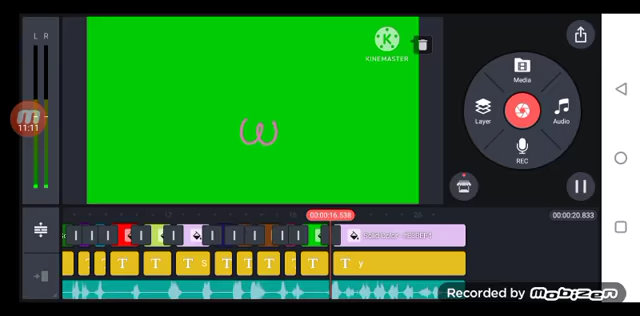 L R
K
KINEMASTER
M
11:11
Media
Layer
Audio
REC
00:00:16.538
00:00:20.833
T T T T T S T T T T T T y
Recorded by mobizen